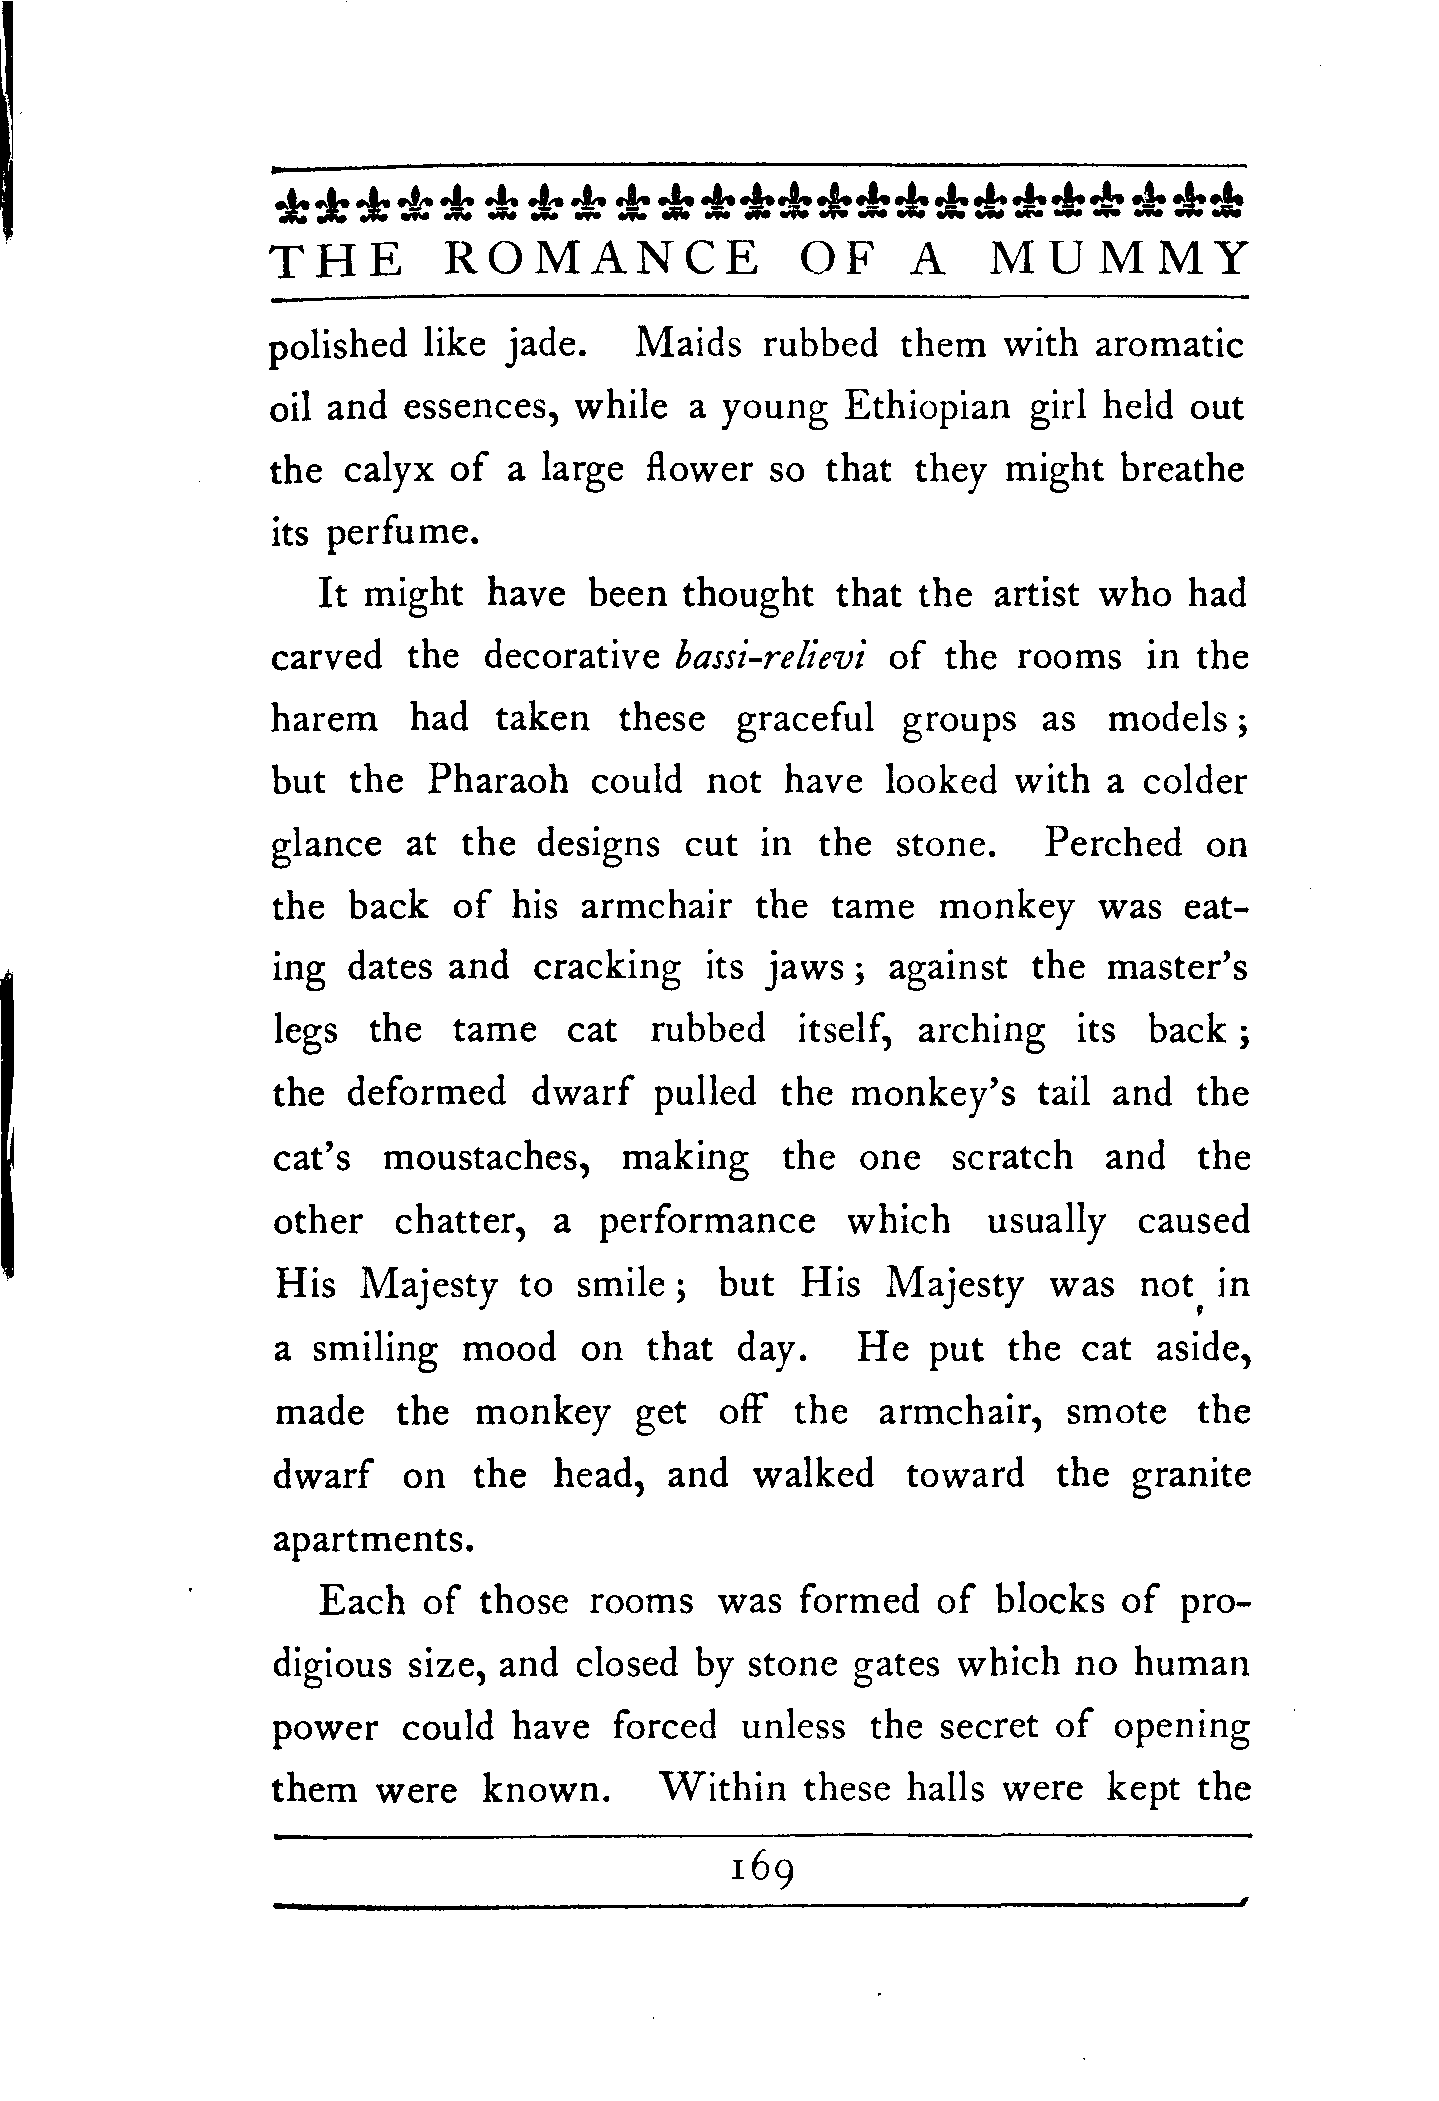 THE ROMANCE OF A MUMMY
polished like jade. Maids rubbed them with aromatic
oil and essences, while a young Ethiopian girl held out
the calyx of a large flower so that they might breathe
its perfume.
It might have been thought that the artist who had
carved the decorative bassi-relievi of the rooms in the
harem had taken these graceful groups as models;
but the Pharaoh could not have looked with a colder
glance at the designs cut in the stone. Perched on
the back of his armchair the tame monkey was eat-
ing dates and cracking its jaws; against the master's
legs the tame cat rubbed itself, arching its back;
the deformed dwarf pulled the monkey's tail and the
cat's moustaches, making the one scratch and the
other chatter, a performance which usually caused
His Majesty to smile; but His Majesty was not in
a smiling mood on that day. He put the cat aside,
made the monkey get off the armchair, smote the
dwarf on the head, and walked toward the granite
apartments.
Each of those rooms was formed of blocks of pro-
digious size, and closed by stone gates which no human
power could have forced unless the secret of opening
them were known. Within these halls were kept the
169